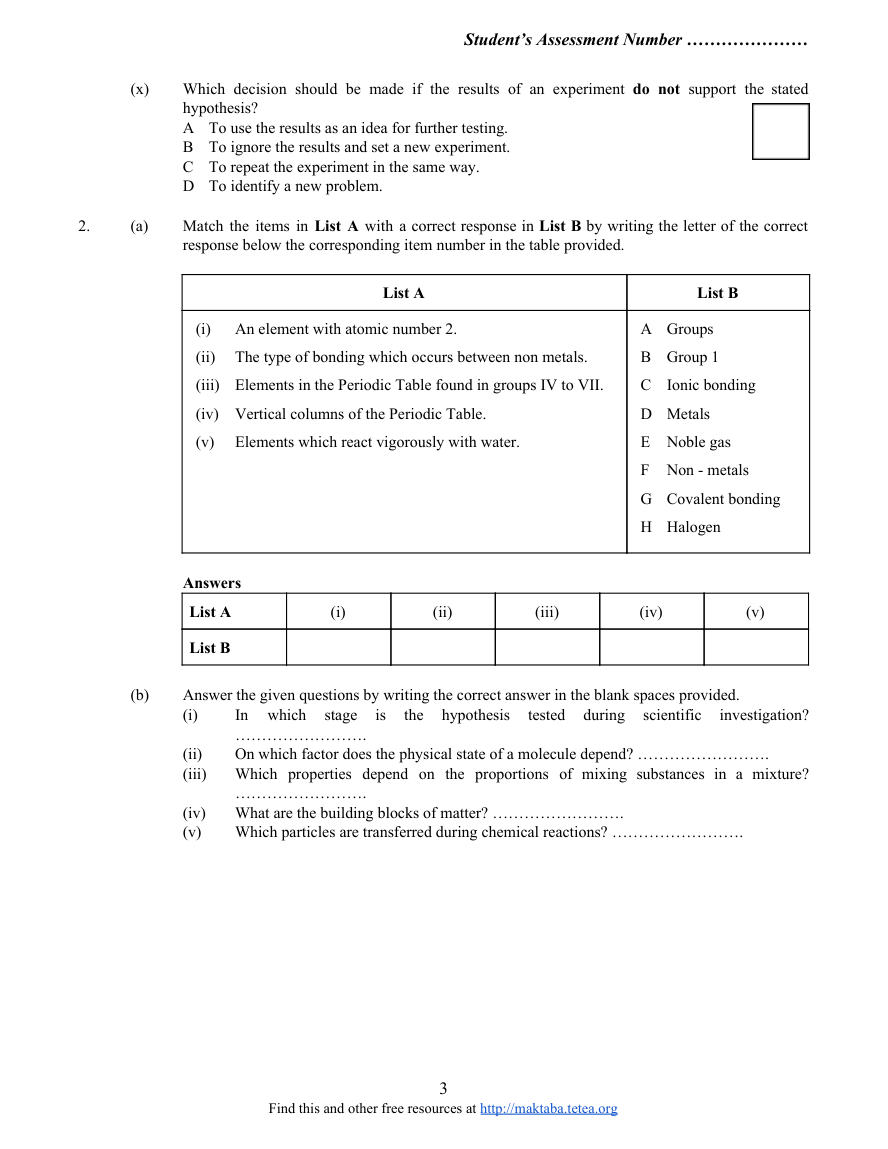 Student's Assessment Number …………………
(x) Which decision should be made if the results of an experiment do not support the stated
hypothesis?
A To use the results as an idea for further testing.
B To ignore the results and set a new experiment.
C To repeat the experiment in the same way.
D To identify a new problem.
2. (a) Match the items in List A with a correct response in List B by writing the letter of the correct
response below the corresponding item number in the table provided.
List A List B
(i) An element with atomic number 2. A Groups
(ii) The type of bonding which occurs between non metals. B Group 1
(iii) Elements in the Periodic Table found in groups IV to VII. C Ionic bonding
(iv) Vertical columns of the Periodic Table. D Metals
(v) Elements which react vigorously with water. E Noble gas
F Non - metals
G Covalent bonding
H Halogen
Answers
List A (i) (ii) (iii) (iv) (v)
List B
(b) Answer the given questions by writing the correct answer in the blank spaces provided.
(i) In which stage is the hypothesis tested during scientific investigation?
…………………….
(ii) On which factor does the physical state of a molecule depend? …………………….
(iii) Which properties depend on the proportions of mixing substances in a mixture?
…………………….
(iv) What are the building blocks of matter? …………………….
(v) Which particles are transferred during chemical reactions? …………………….
3
Find this and other free resources at http://maktaba.tetea.org